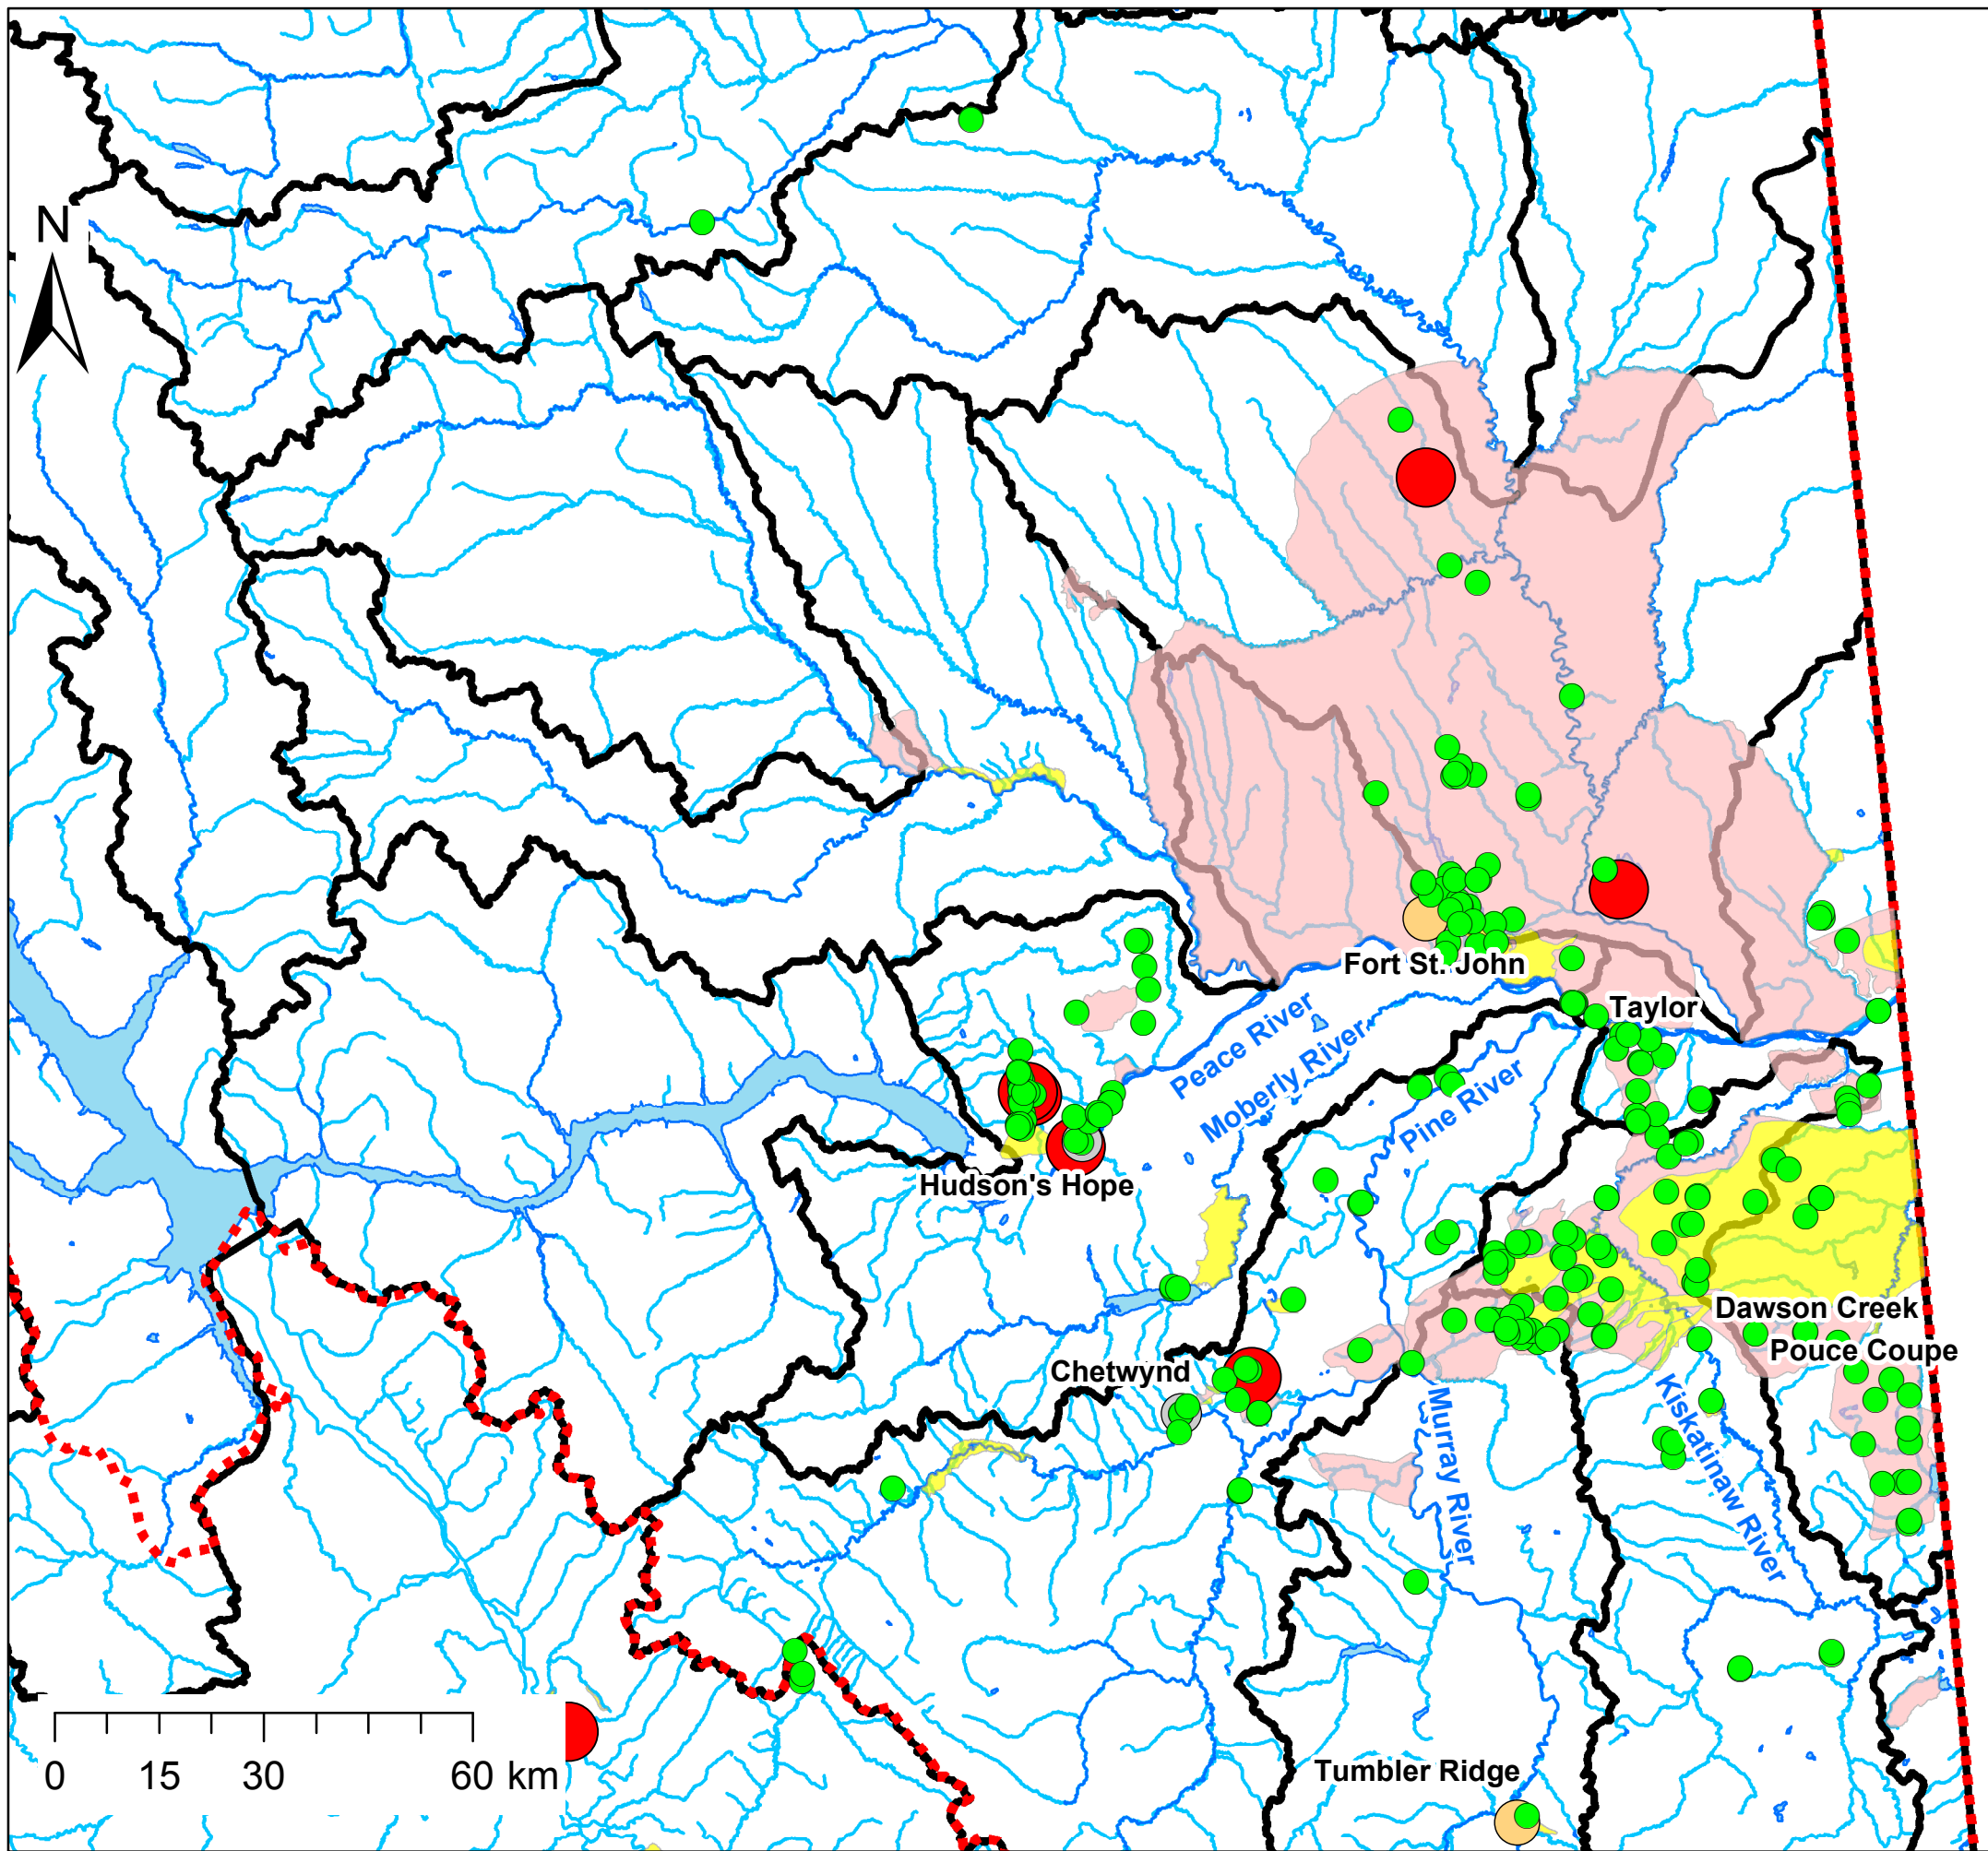 N
Fort St. John
Taylor
Peace River
Moberly River
Pine River
Hudson's Hope
Dawson Creek
Pouce Coupe
Chetwynd
Murray River
Kiskatinaw River
Tumbler Ridge
0 15 30 60 km